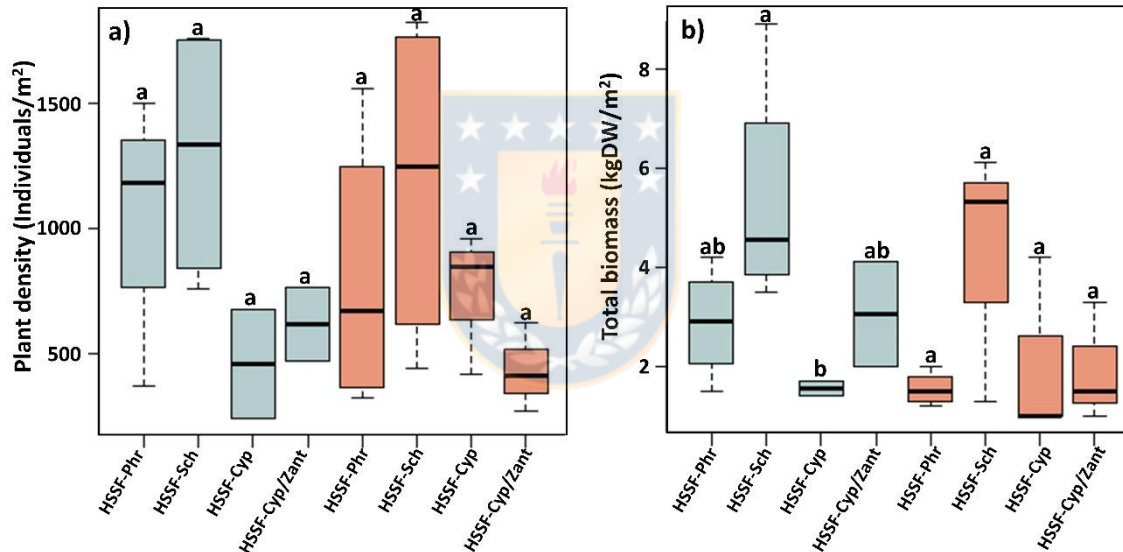 a)
Plant density (Individuals/m²)
1500
1000
500
a
a
a
a
a
a
a
a
HSSF-Phr
HSSF-Sch
HSSF-Cyp
HSSF-Cyp/Zant
HSSF-Phr
HSSF-Sch
HSSF-Cyp
HSSF-Cyp/Zant
b)
Total biomass (kgDW/m²)
8
6
4
2
ab
a
b
ab
a
a
a
a
HSSF-Phr
HSSF-Sch
HSSF-Cyp
HSSF-Cyp/Zant
HSSF-Phr
HSSF-Sch
HSSF-Cyp
HSSF-Cyp/Zant